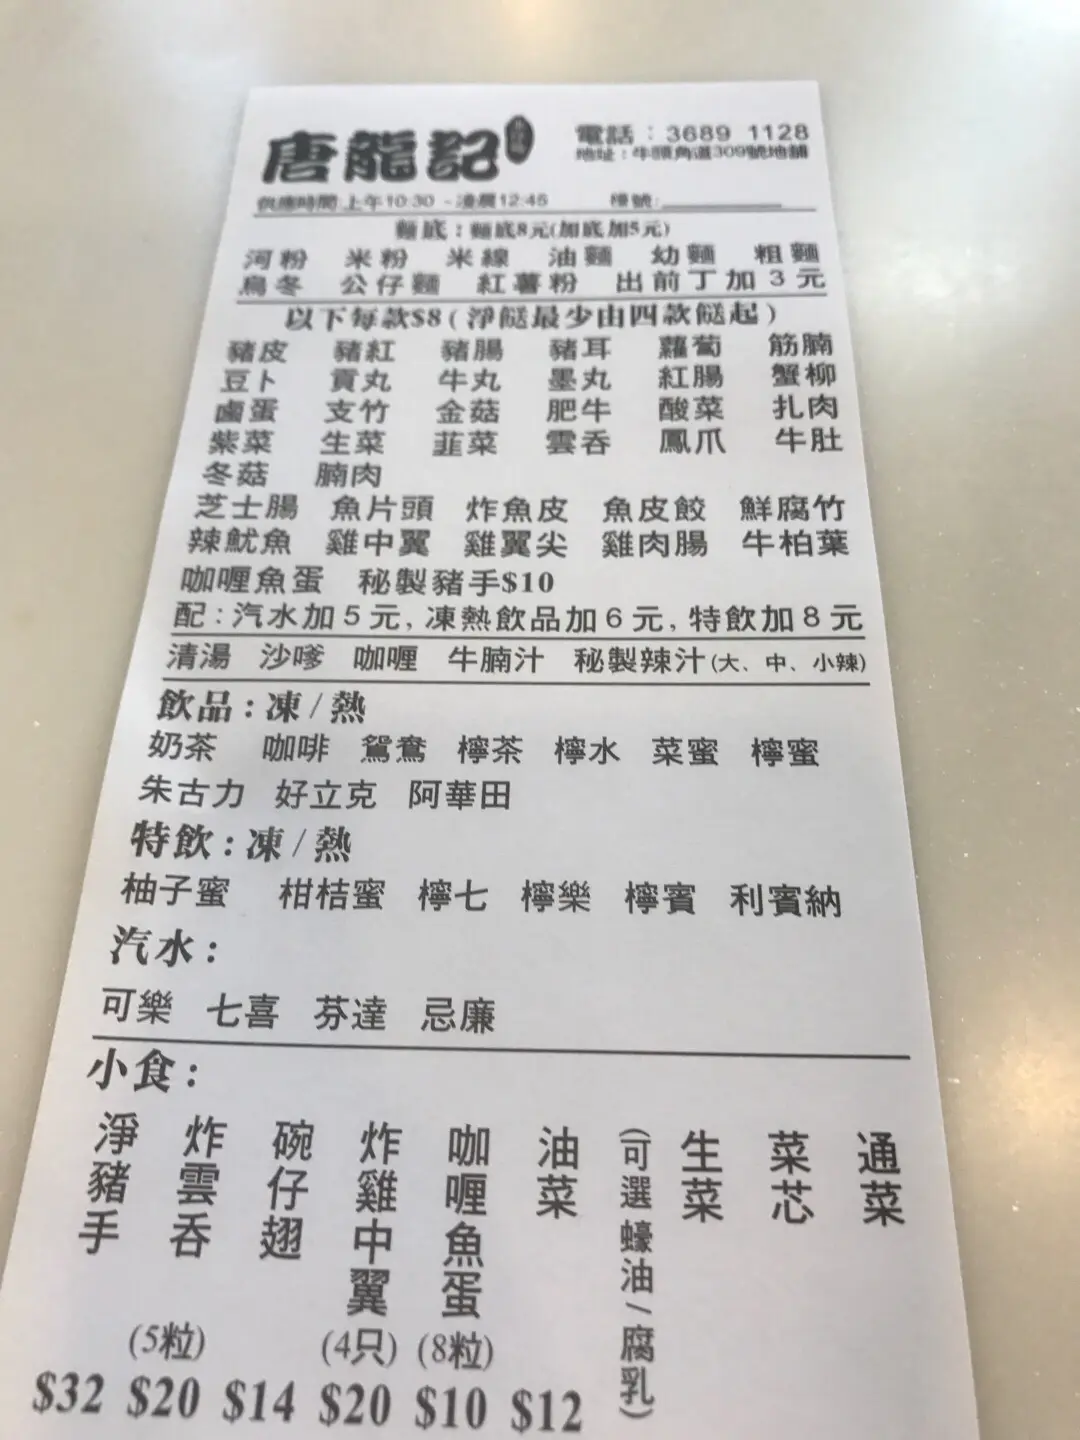 唐龍記
電話：3689 1128
地址：牛頭角道309號地舖
供應時間:上午10:30 - 凌晨12:45 檯號:
麵底：麵底8元(加底加5元)
河粉 米粉 米線 油麵 幼麵 粗麵
烏冬 公仔麵 紅薯粉 出前丁加3元
以下每款$8(淨餸最少由四款餸起)
豬皮 豬紅 豬腸 豬耳 蘿蔔 筋腩
豆卜 貢丸 牛丸 墨丸 紅腸 蟹柳
鹵蛋 支竹 金菇 肥牛 酸菜 扎肉
紫菜 生菜 韮菜 雲吞 鳳爪 牛肚
冬菇 腩肉
芝士腸 魚片頭 炸魚皮 魚皮餃 鮮腐竹
辣魷魚 雞中翼 雞翼尖 雞肉腸 牛柏葉
咖喱魚蛋 秘製豬手$10
配:汽水加5元,凍熱飲品加6元,特飲加8元
清湯 沙嗲 咖喱 牛腩汁 秘製辣汁(大、中、小辣)
飲品:凍/熱
奶茶 咖啡 鴛鴦 檸茶 檸水 菜蜜 檸蜜
朱古力 好立克 阿華田
特飲:凍/熱
柚子蜜 柑桔蜜 檸七 檸樂 檸賓 利賓納
汽水:
可樂 七喜 芬達 忌廉
小食:
淨豬手 $32
炸雲吞 (5粒) $20
碗仔翅 $14
炸雞中翼 (4只) $20
咖喱魚蛋 (8粒) $10
油菜 $12
(可選蠔油/腐乳)
生菜
菜芯
通菜